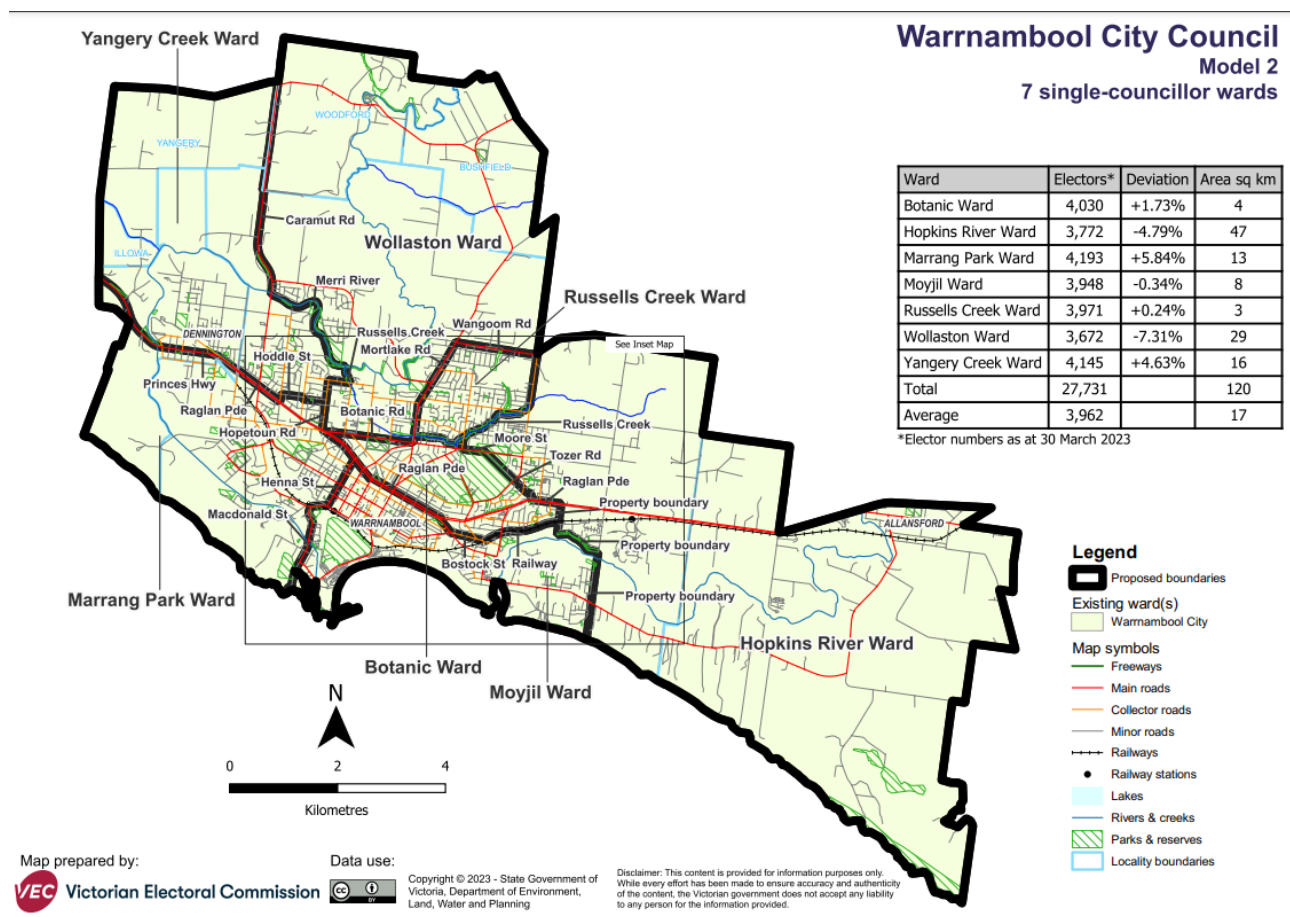 Warrnambool City Council
Model 2
7 single-councillor wards
Ward Electors* Deviation Area sq km
Botanic Ward 4,030 +1.73% 4
Hopkins River Ward 3,772 -4.79% 47
Marrang Park Ward 4,193 +5.84% 13
Moyjil Ward 3,948 -0.34% 8
Russells Creek Ward 3,971 +0.24% 3
Wollaston Ward 3,672 -7.31% 29
Yangery Creek Ward 4,145 +4.63% 16
Total 27,731 120
Average 3,962 17
*Elector numbers as at 30 March 2023
Yangery Creek Ward
WOODFORD
YANGERY
BUSHFIELD
Caramut Rd
Wollaston Ward
ILLOWA
Merri River
Russells Creek Ward
Wangoom Rd
Russells Creek
DENNINGTON
Mortlake Rd
See Inset Map
Hoddle St
Princes Hwy
Raglan Pde
Botanic Rd
Russells Creek
Hopetoun Rd
Moore St
Tozer Rd
Raglan Pde
Henna St
Raglan Pde
Property boundary
Macdonald St
WARRNAMBOOL
ALLANSFORD
Property boundary
Bostock St
Railway
Marrang Park Ward
Property boundary
Hopkins River Ward
Botanic Ward
Moyjil Ward
N
0 2 4
Kilometres
Legend
Proposed boundaries
Existing ward(s)
Warrnambool City
Map symbols
Freeways
Main roads
Collector roads
Minor roads
Railways
Railway stations
Lakes
Rivers & creeks
Parks & reserves
Locality boundaries
Map prepared by:
VEC Victorian Electoral Commission
Data use:
cc BY
Copyright © 2023 - State Government of
Victoria, Department of Environment,
Land, Water and Planning
Disclaimer: This content is provided for information purposes only.
While every effort has been made to ensure accuracy and authenticity
of the content, the Victorian government does not accept any liability
to any person for the information provided.